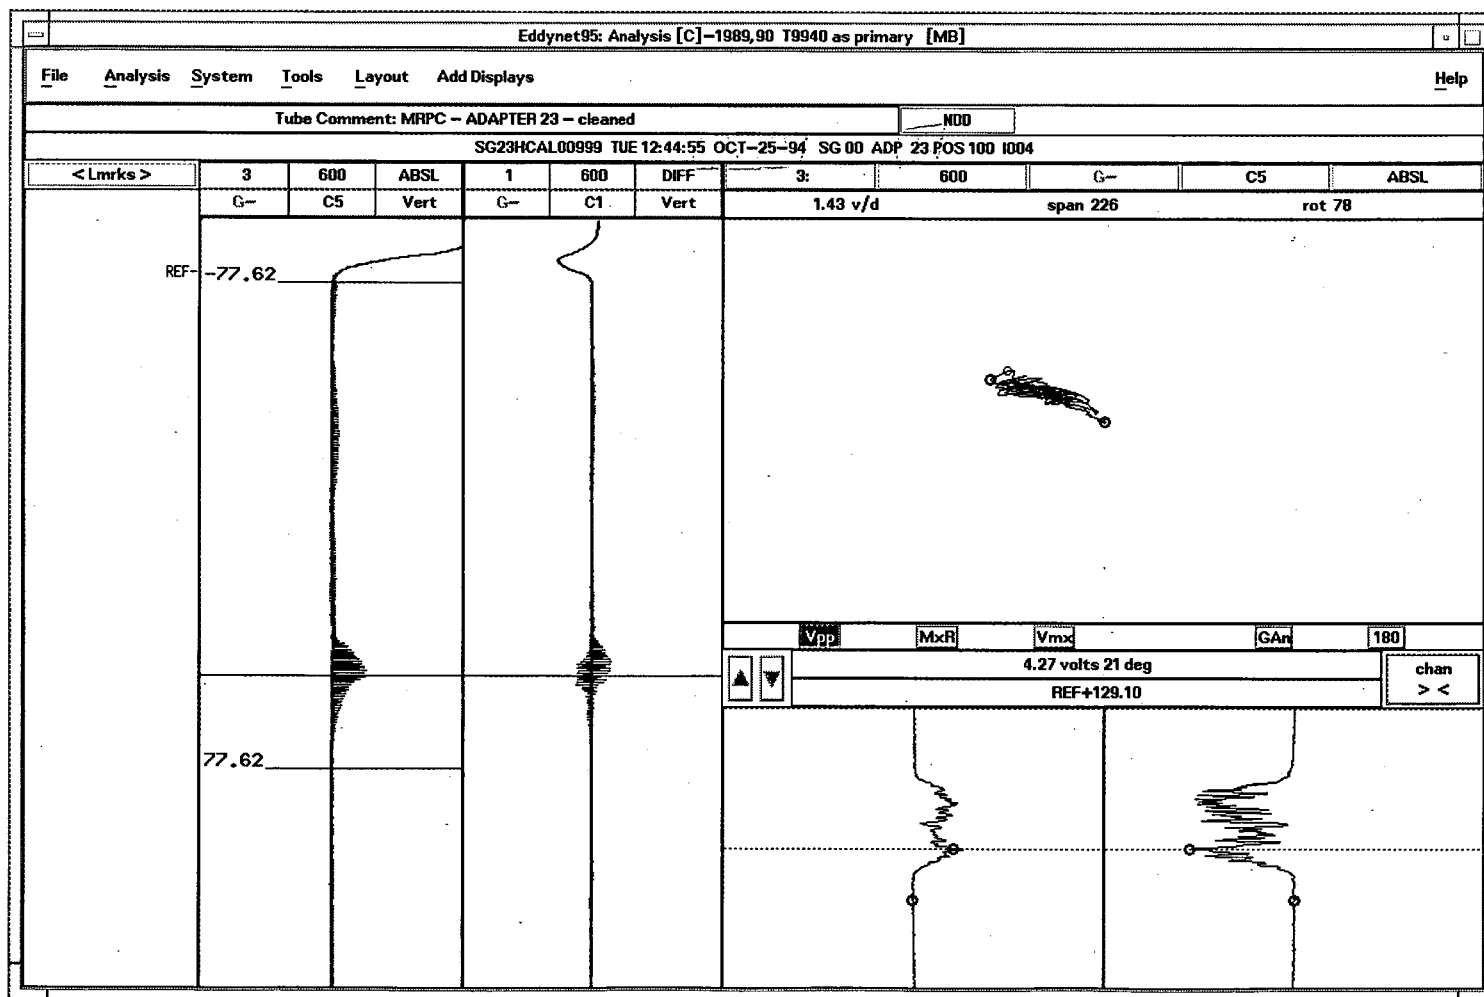 Eddynet95: Analysis [C]-1989,90 T9940 as primary [MB]
File Analysis System Tools Layout Add Displays Help
Tube Comment: MRPC - ADAPTER 23 - cleaned NDD
SG23HCAL00999 TUE 12:44:55 OCT-25-94 SG 00 ADP 23 POS 100 I004
< Lmrks > 3 600 ABSL 1 600 DIFF 3: 600 G- C5 ABSL
G- C5 Vert G- C1 Vert 1.43 v/d span 226 rot 78
REF- -77.62
Vpp MxR Vmx GAn 180
4.27 volts 21 deg chan
REF+129.10 > <
77.62